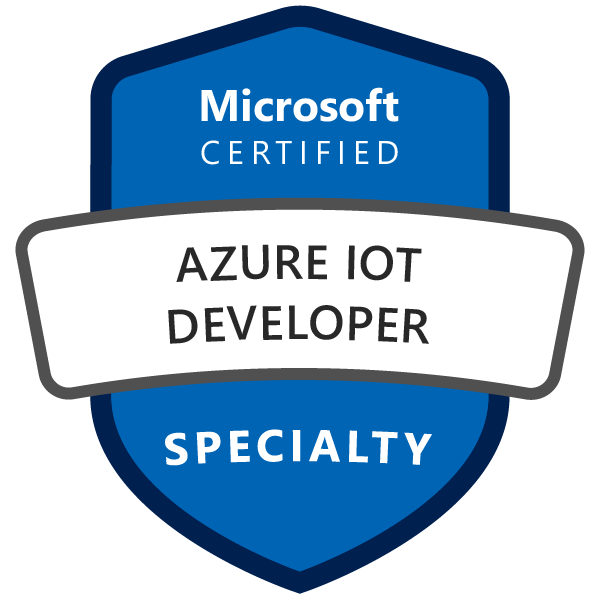 Microsoft
CERTIFIED
AZURE IOT
DEVELOPER
SPECIALTY